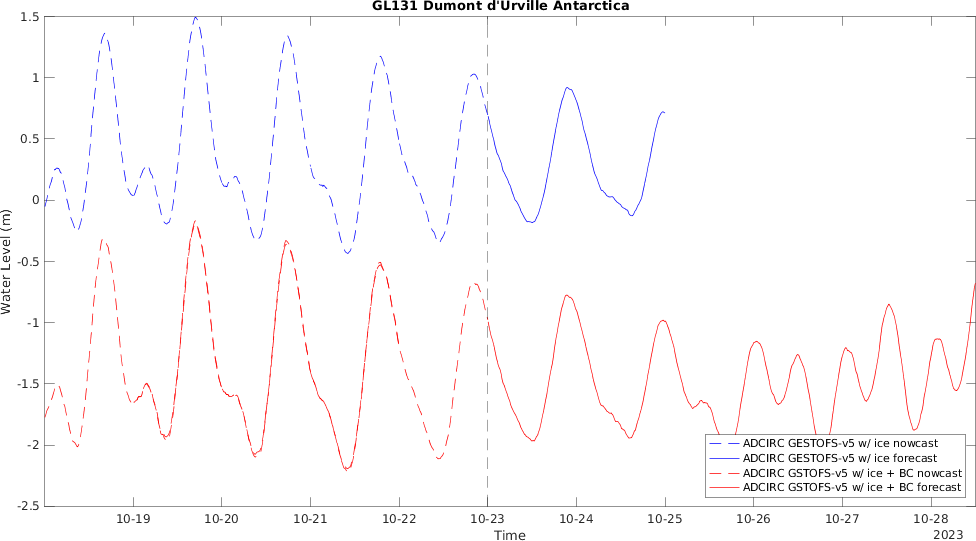 GL131 Dumont d'Urville Antarctica
1.5
1
0.5
0
-0.5
-1
-1.5
-2
-2.5
Water Level (m)
ADCIRC GESTOFS-v5 w/ ice nowcast
ADCIRC GESTOFS-v5 w/ ice forecast
ADCIRC GSTOFS-v5 w/ ice + BC nowcast
ADCIRC GSTOFS-v5 w/ ice + BC forecast
10-19 10-20 10-21 10-22 10-23 10-24 10-25 10-26 10-27 10-28
Time
2023